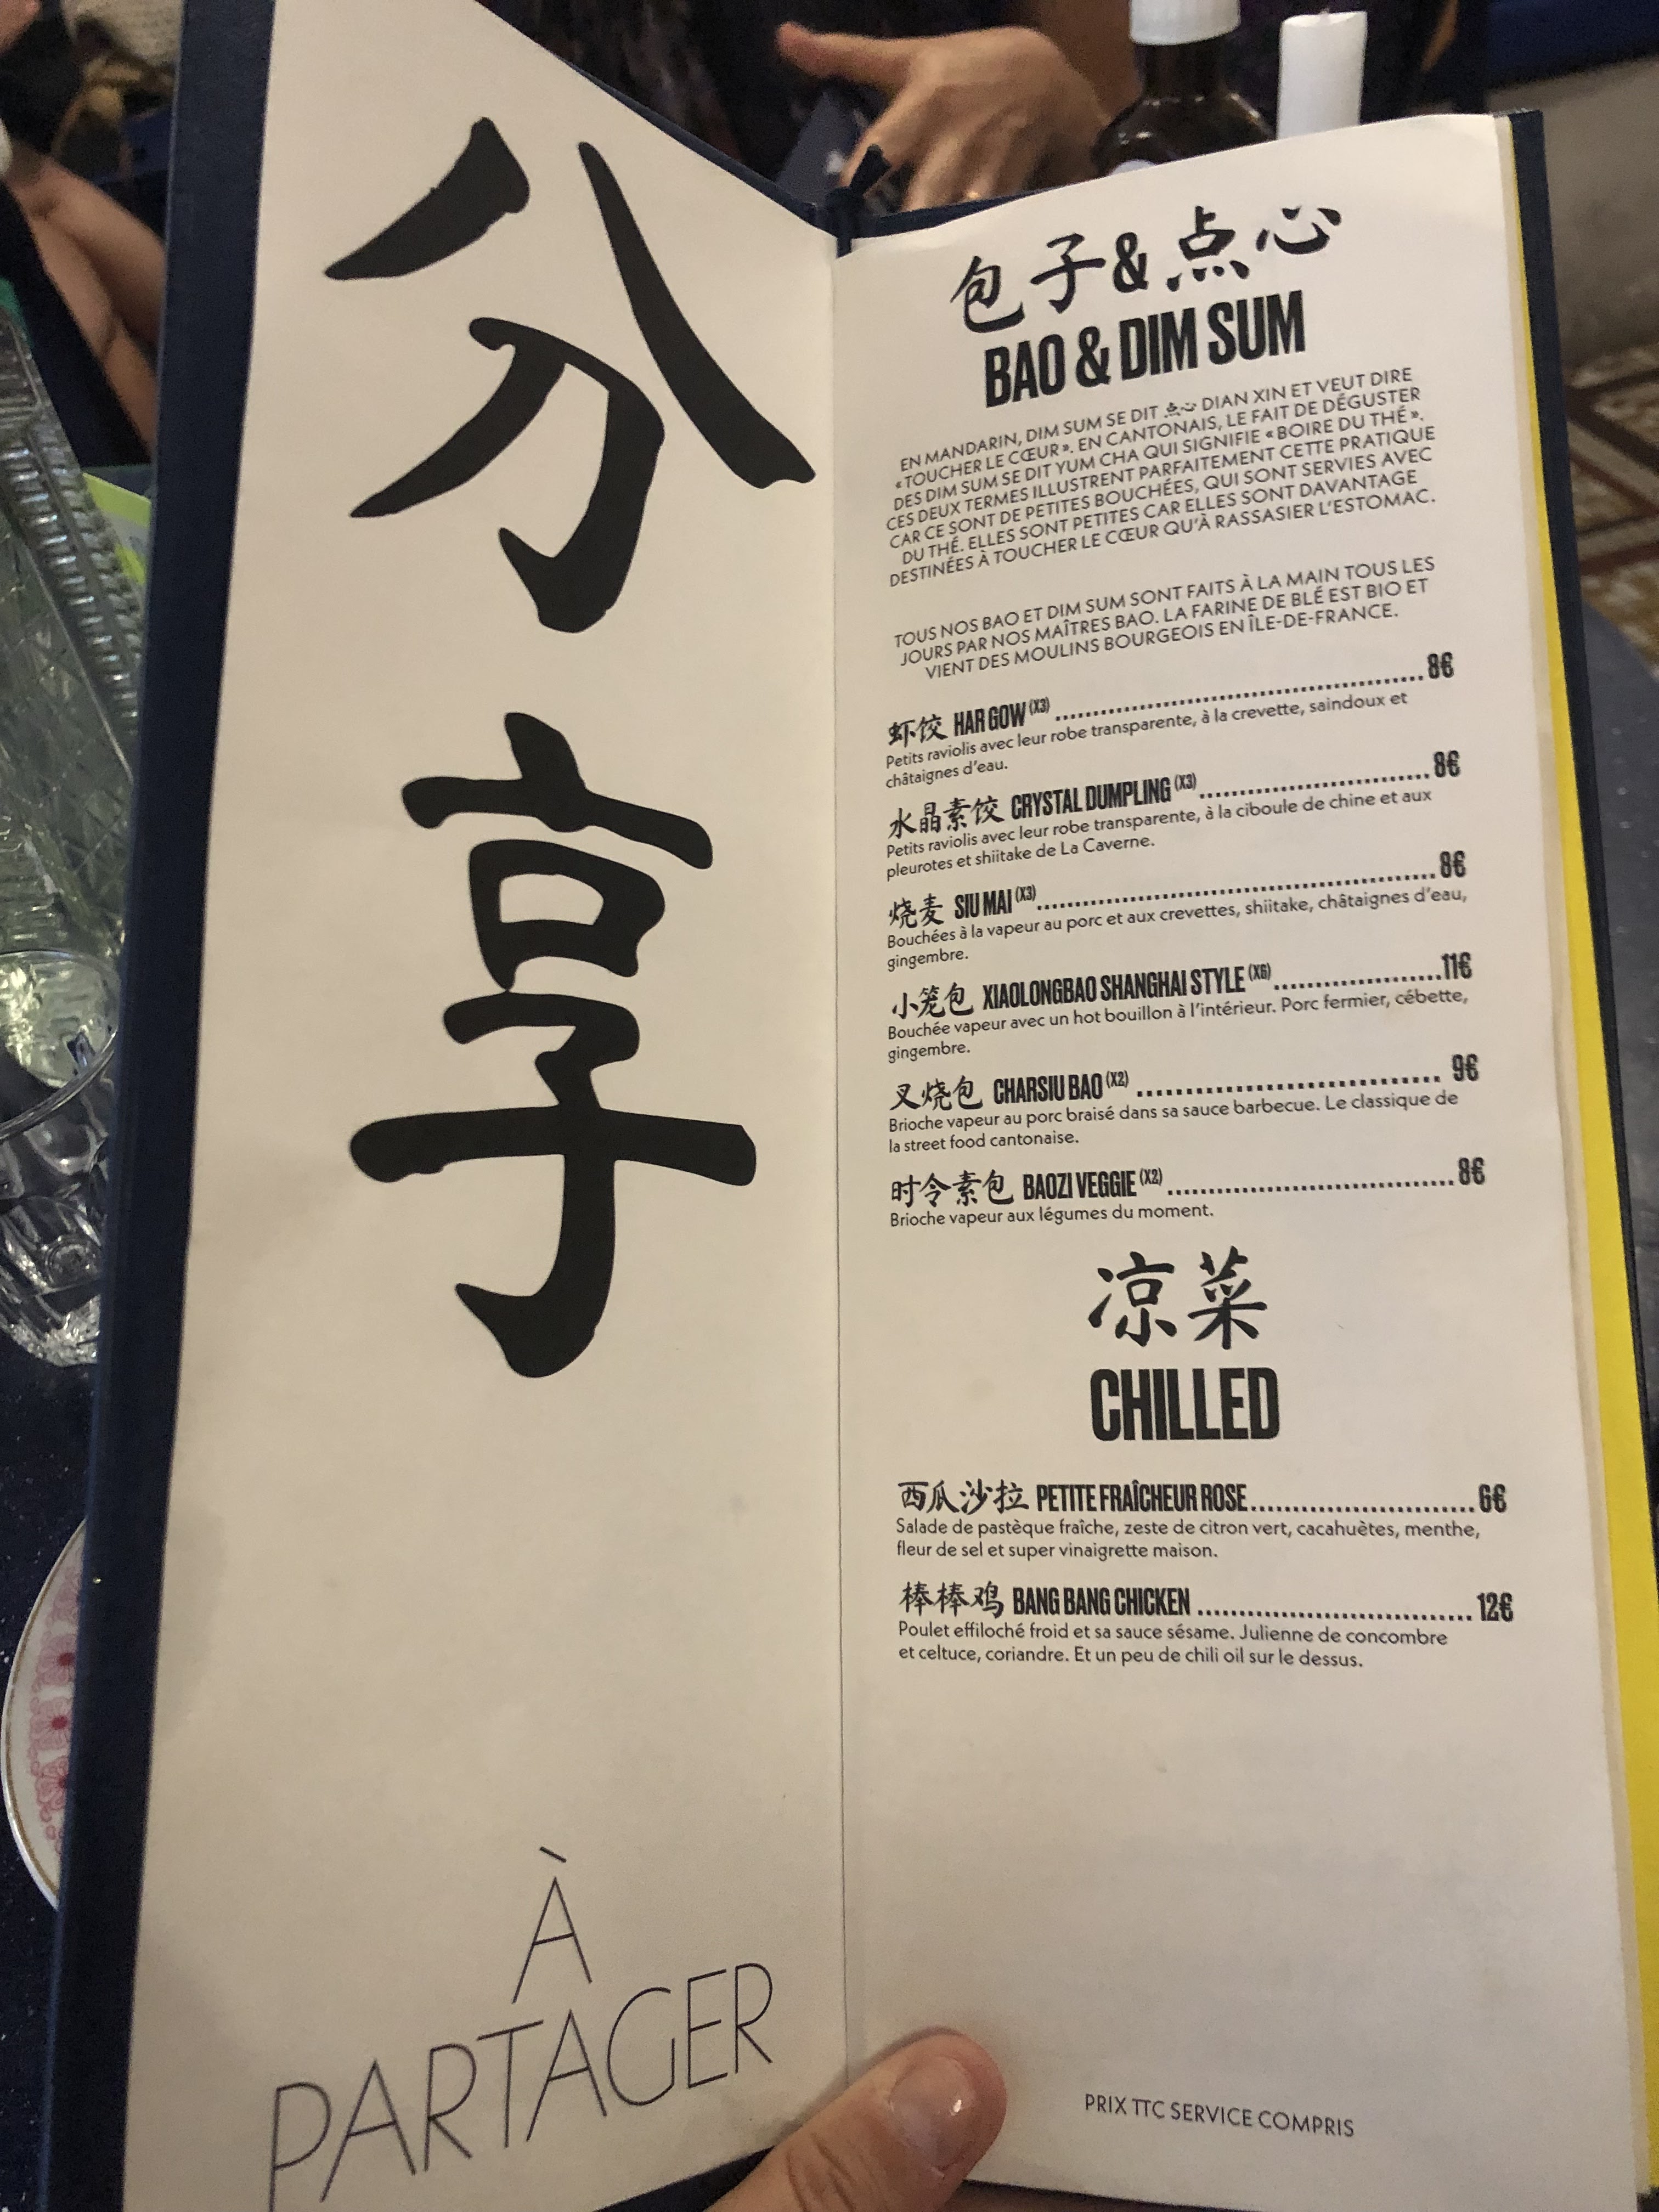 分
享
À
PARTAGER
包子&点心
BAO & DIM SUM
EN MANDARIN, DIM SUM SE DIT 点心 DIAN XIN ET VEUT DIRE
«TOUCHER LE CŒUR». EN CANTONAIS, LE FAIT DE DÉGUSTER
DES DIM SUM SE DIT YUM CHA QUI SIGNIFIE «BOIRE DU THÉ».
CES DEUX TERMES ILLUSTRENT PARFAITEMENT CETTE PRATIQUE
CAR CE SONT DE PETITES BOUCHÉES, QUI SONT SERVIES AVEC
DU THÉ. ELLES SONT PETITES CAR ELLES SONT DAVANTAGE
DESTINÉES À TOUCHER LE CŒUR QU'À RASSASIER L'ESTOMAC.
TOUS NOS BAO ET DIM SUM SONT FAITS À LA MAIN TOUS LES
JOURS PAR NOS MAÎTRES BAO. LA FARINE DE BLÉ EST BIO ET
VIENT DES MOULINS BOURGEOIS EN ÎLE-DE-FRANCE.
虾饺 HAR GOW (X3) ........ 8€
Petits raviolis avec leur robe transparente, à la crevette, saindoux et
châtaignes d'eau.
水晶素饺 CRYSTAL DUMPLING (X3) ........ 8€
Petits raviolis avec leur robe transparente, à la ciboule de chine et aux
pleurotes et shiitake de La Caverne.
烧麦 SIU MAI (X3) ........ 8€
Bouchées à la vapeur au porc et aux crevettes, shiitake, châtaignes d'eau,
gingembre.
小笼包 XIAOLONGBAO SHANGHAI STYLE (X6) ........ 11€
Bouchée vapeur avec un hot bouillon à l'intérieur. Porc fermier, cébette,
gingembre.
叉烧包 CHARSIU BAO (X2) ........ 9€
Brioche vapeur au porc braisé dans sa sauce barbecue. Le classique de
la street food cantonaise.
时令素包 BAOZI VEGGIE (X2) ........ 8€
Brioche vapeur aux légumes du moment.
凉菜
CHILLED
西瓜沙拉 PETITE FRAÎCHEUR ROSE ........ 6€
Salade de pastèque fraîche, zeste de citron vert, cacahuètes, menthe,
fleur de sel et super vinaigrette maison.
棒棒鸡 BANG BANG CHICKEN ........ 12€
Poulet effiloché froid et sa sauce sésame. Julienne de concombre
et celtuce, coriandre. Et un peu de chili oil sur le dessus.
PRIX TTC SERVICE COMPRIS